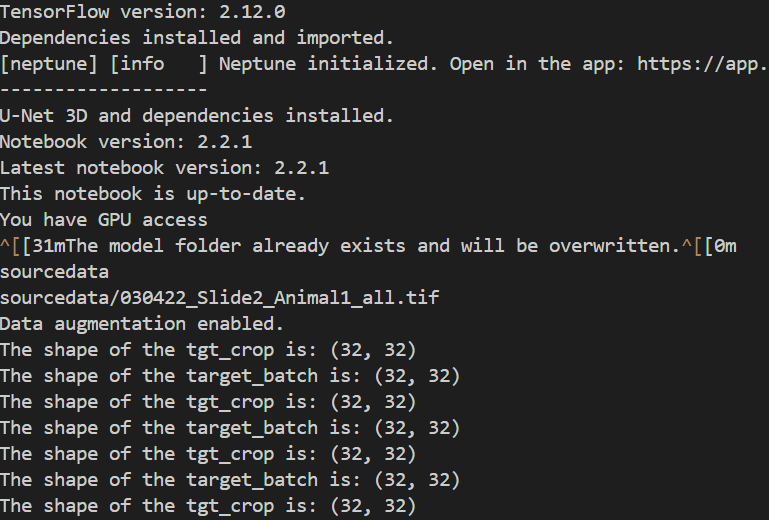 TensorFlow version: 2.12.0
Dependencies installed and imported.
[neptune] [info   ] Neptune initialized. Open in the app: https://app.
-------------------
U-Net 3D and dependencies installed.
Notebook version: 2.2.1
Latest notebook version: 2.2.1
This notebook is up-to-date.
You have GPU access
^[[31mThe model folder already exists and will be overwritten.^[[0m
sourcedata
sourcedata/030422_Slide2_Animal1_all.tif
Data augmentation enabled.
The shape of the tgt_crop is: (32, 32)
The shape of the target_batch is: (32, 32)
The shape of the tgt_crop is: (32, 32)
The shape of the target_batch is: (32, 32)
The shape of the tgt_crop is: (32, 32)
The shape of the target_batch is: (32, 32)
The shape of the tgt_crop is: (32, 32)